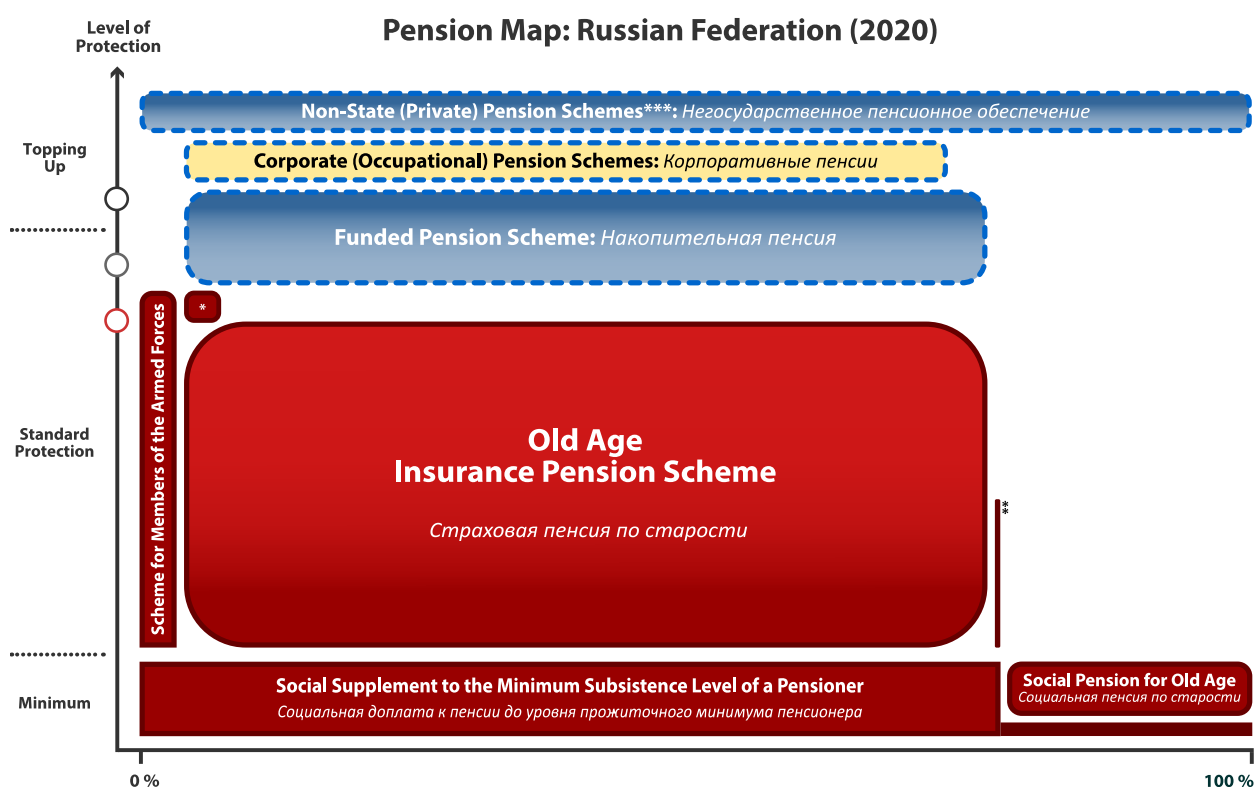 Pension Map: Russian Federation (2020)
Level of
Protection
Non-State (Private) Pension Schemes***: Негосударственное пенсионное обеспечение
Topping
Up
Corporate (Occupational) Pension Schemes: Корпоративные пенсии
Funded Pension Scheme: Накопительная пенсия
*
Scheme for Members of the Armed Forces
Standard
Protection
Old Age
Insurance Pension Scheme
Страховая пенсия по старости
**
Minimum
Social Supplement to the Minimum Subsistence Level of a Pensioner
Социальная доплата к пенсии до уровня прожиточного минимума пенсионера
Social Pension for Old Age
Социальная пенсия по старости
0 %
100 %